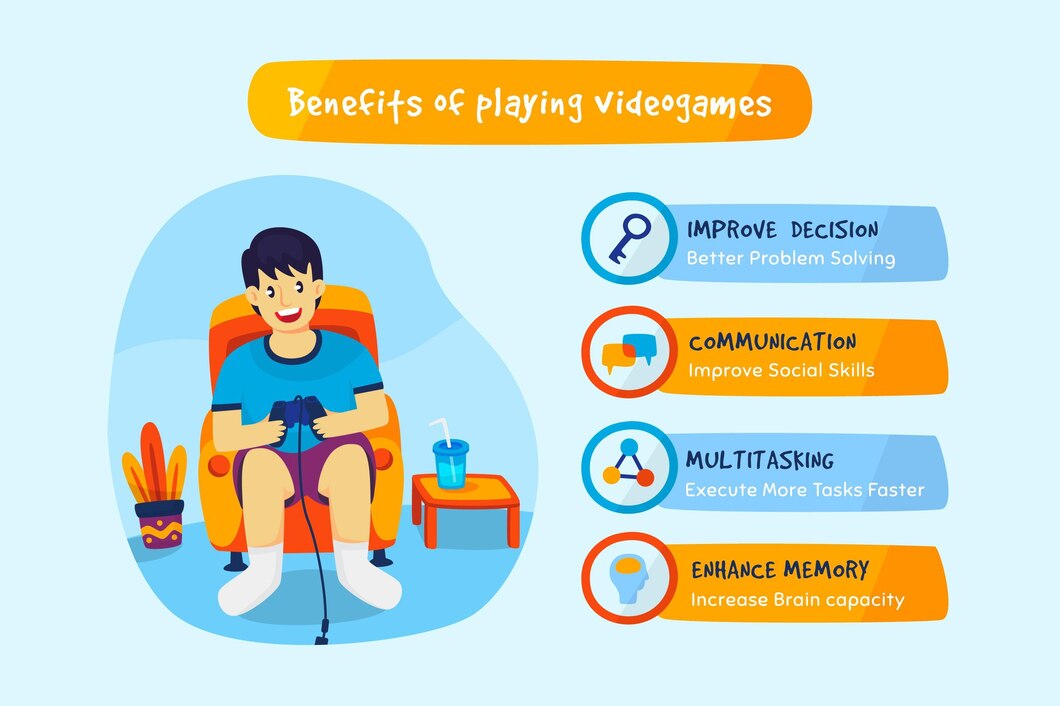 Benefits of playing videogames
IMPROVE DECISION
Better Problem Solving
COMMUNICATION
Improve Social Skills
MULTITASKING
Execute More Tasks Faster
ENHANCE MEMORY
Increase Brain capacity